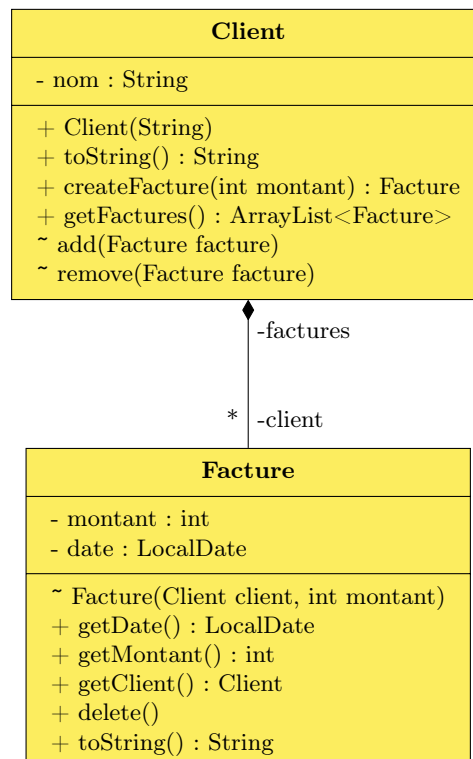 Client
- nom : String
+ Client(String)
+ toString() : String
+ createFacture(int montant) : Facture
+ getFactures() : ArrayList<Facture>
~ add(Facture facture)
~ remove(Facture facture)
-factures
* -client
Facture
- montant : int
- date : LocalDate
~ Facture(Client client, int montant)
+ getDate() : LocalDate
+ getMontant() : int
+ getClient() : Client
+ delete()
+ toString() : String